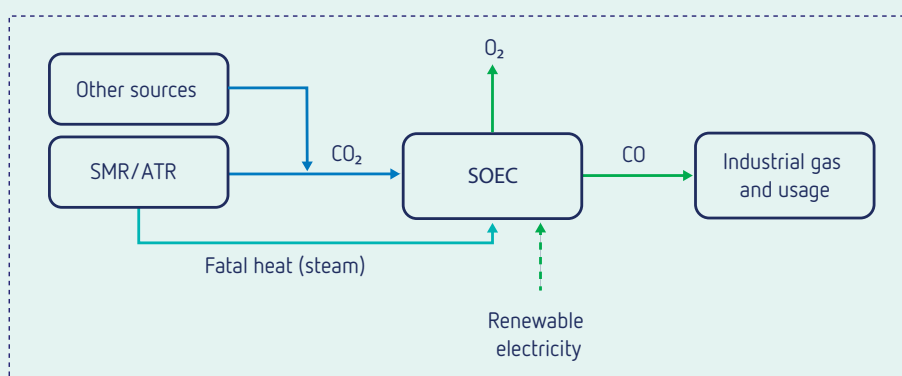 O₂
Other sources
CO₂
SMR/ATR
SOEC
CO
Industrial gas
and usage
Fatal heat (steam)
Renewable
electricity